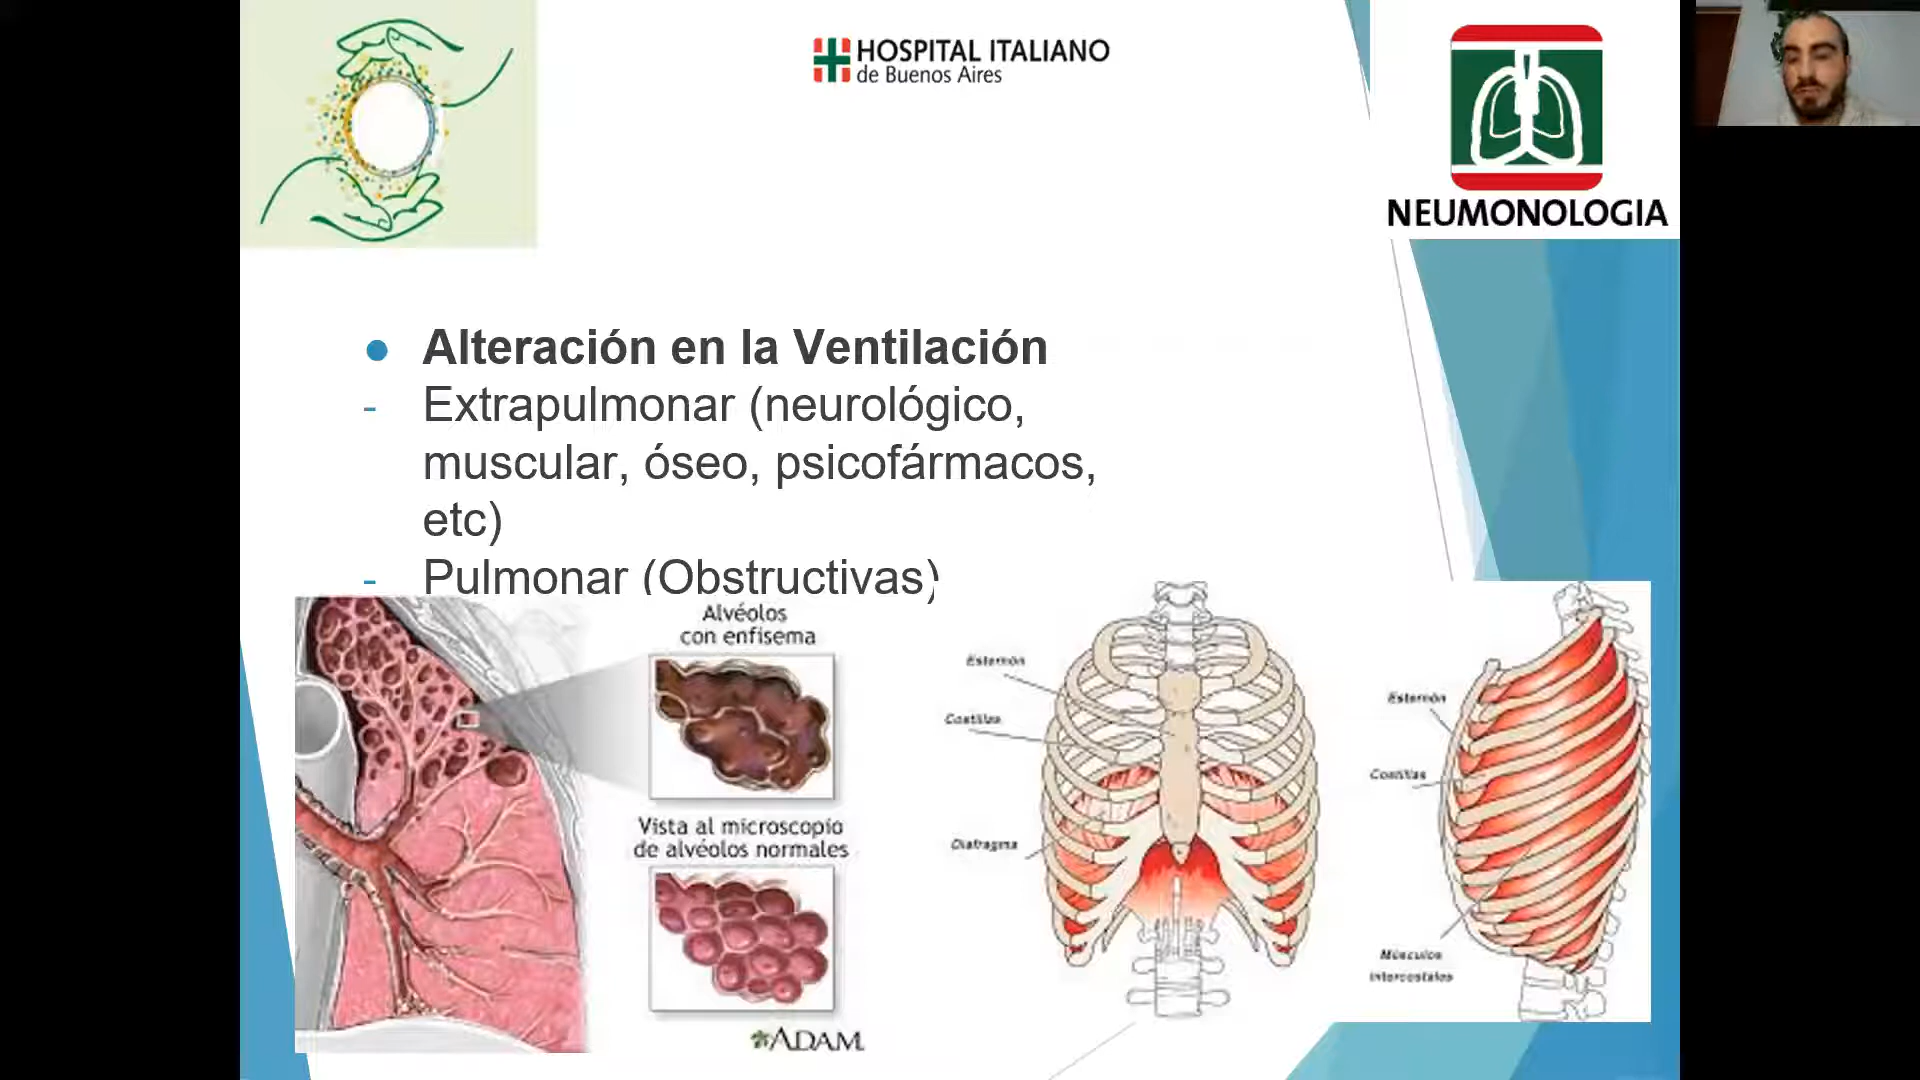 HOSPITAL ITALIANO
de Buenos Aires
NEUMONOLOGIA
● Alteración en la Ventilación
- Extrapulmonar (neurológico,
muscular, óseo, psicofármacos,
etc)
- Pulmonar (Obstructivas)
Alvéolos
con enfisema
Vista al microscopio
de alvéolos normales
ADAM.
Esternón
Costillas
Diafragma
Esternón
Costillas
Músculos
intercostales